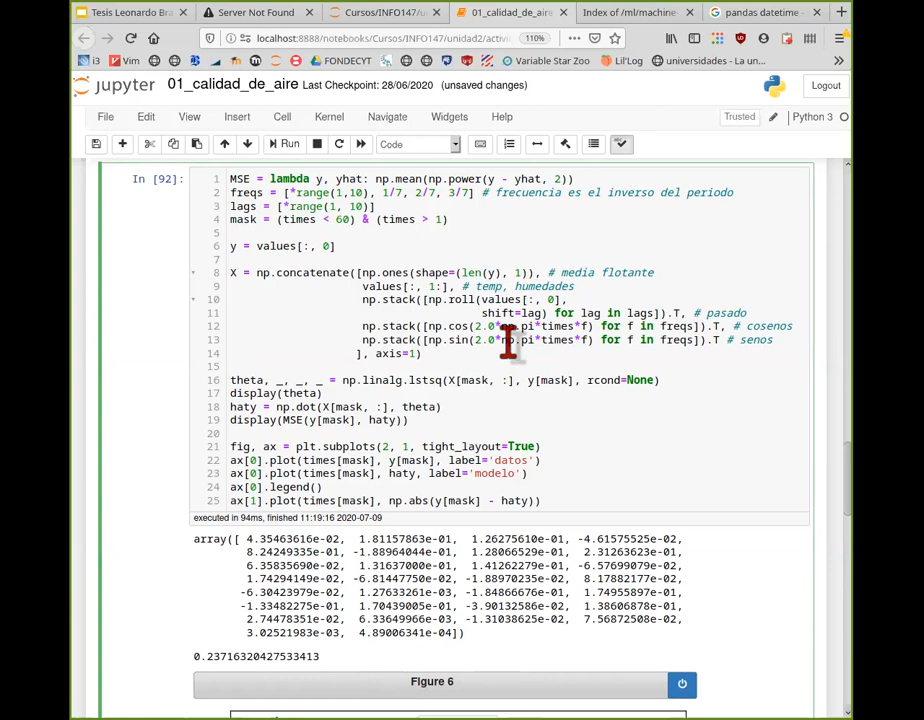 Tesis Leonardo Bra
Server Not Found
Cursos/INFO147/u
01_calidad_de_aire
Index of /ml/machine-
pandas datetime -
localhost:8888/notebooks/Cursos/INFO147/unidad2/activi
110%
i3
Vim
FONDECYT
Variable Star Zoo
Lil'Log
universidades - La un...
jupyter 01_calidad_de_aire Last Checkpoint: 28/06/2020 (unsaved changes)
Logout
File Edit View Insert Cell Kernel Navigate Widgets Help
Trusted
Python 3
Run
Code
In [92]:
1 MSE = lambda y, yhat: np.mean(np.power(y - yhat, 2))
2 freqs = [*range(1,10), 1/7, 2/7, 3/7] # frecuencia es el inverso del periodo
3 lags = [*range(1, 10)]
4 mask = (times < 60) & (times > 1)
5
6 y = values[:, 0]
7
8 X = np.concatenate([np.ones(shape=(len(y), 1)), # media flotante
9 values[:, 1:], # temp, humedades
10 np.stack([np.roll(values[:, 0],
11 shift=lag) for lag in lags]).T, # pasado
12 np.stack([np.cos(2.0*np.pi*times*f) for f in freqs]).T, # cosenos
13 np.stack([np.sin(2.0*np.pi*times*f) for f in freqs]).T # senos
14 ], axis=1)
15
16 theta, _, _, _ = np.linalg.lstsq(X[mask, :], y[mask], rcond=None)
17 display(theta)
18 haty = np.dot(X[mask, :], theta)
19 display(MSE(y[mask], haty))
20
21 fig, ax = plt.subplots(2, 1, tight_layout=True)
22 ax[0].plot(times[mask], y[mask], label='datos')
23 ax[0].plot(times[mask], haty, label='modelo')
24 ax[0].legend()
25 ax[1].plot(times[mask], np.abs(y[mask] - haty))
executed in 94ms, finished 11:19:16 2020-07-09
array([ 4.35463616e-02, 1.81157863e-01, 1.26275610e-01, -4.61575525e-02,
8.24249335e-01, -1.88964044e-01, 1.28066529e-01, 2.31263623e-01,
6.35835690e-02, 1.31637000e-01, 1.41262279e-01, -6.57699079e-02,
1.74294149e-02, -6.81447750e-02, -1.88970235e-02, 8.17882177e-02,
-6.30423979e-02, 1.27633261e-03, -1.84866676e-02, 1.74955897e-02,
-1.33482275e-01, 1.70439005e-01, -3.90132586e-02, 1.38606878e-01,
2.74478351e-02, 6.33649966e-03, -1.31038625e-02, 7.56872508e-02,
3.02521983e-03, 4.89006341e-04])
0.23716320427533413
Figure 6